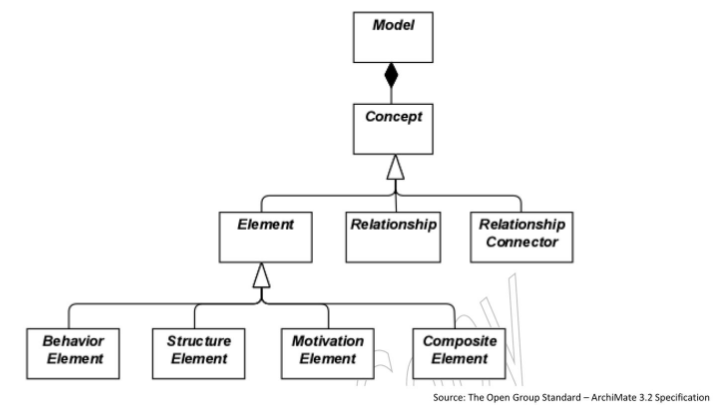 Model
Concept
Element
Relationship
Relationship
Connector
Behavior
Element
Structure
Element
Motivation
Element
Composite
Element
Source: The Open Group Standard – ArchiMate 3.2 Specification